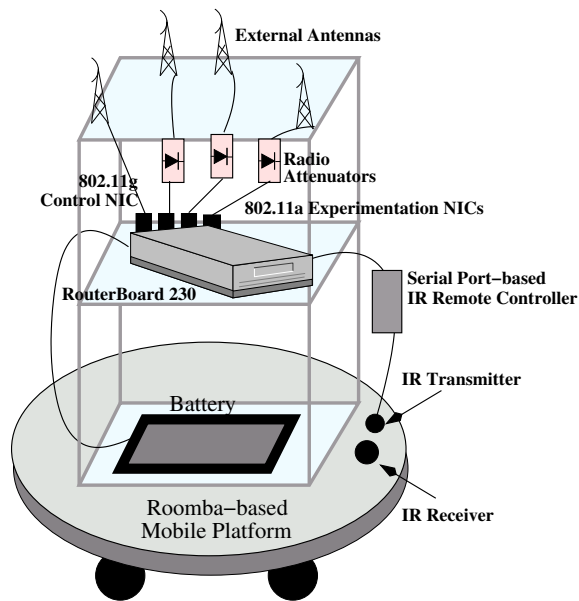 External Antennas
Radio
Attenuators
802.11g
Control NIC
802.11a Experimentation NICs
RouterBoard 230
Serial Port-based
IR Remote Controller
IR Transmitter
Battery
IR Receiver
Roomba-based
Mobile Platform